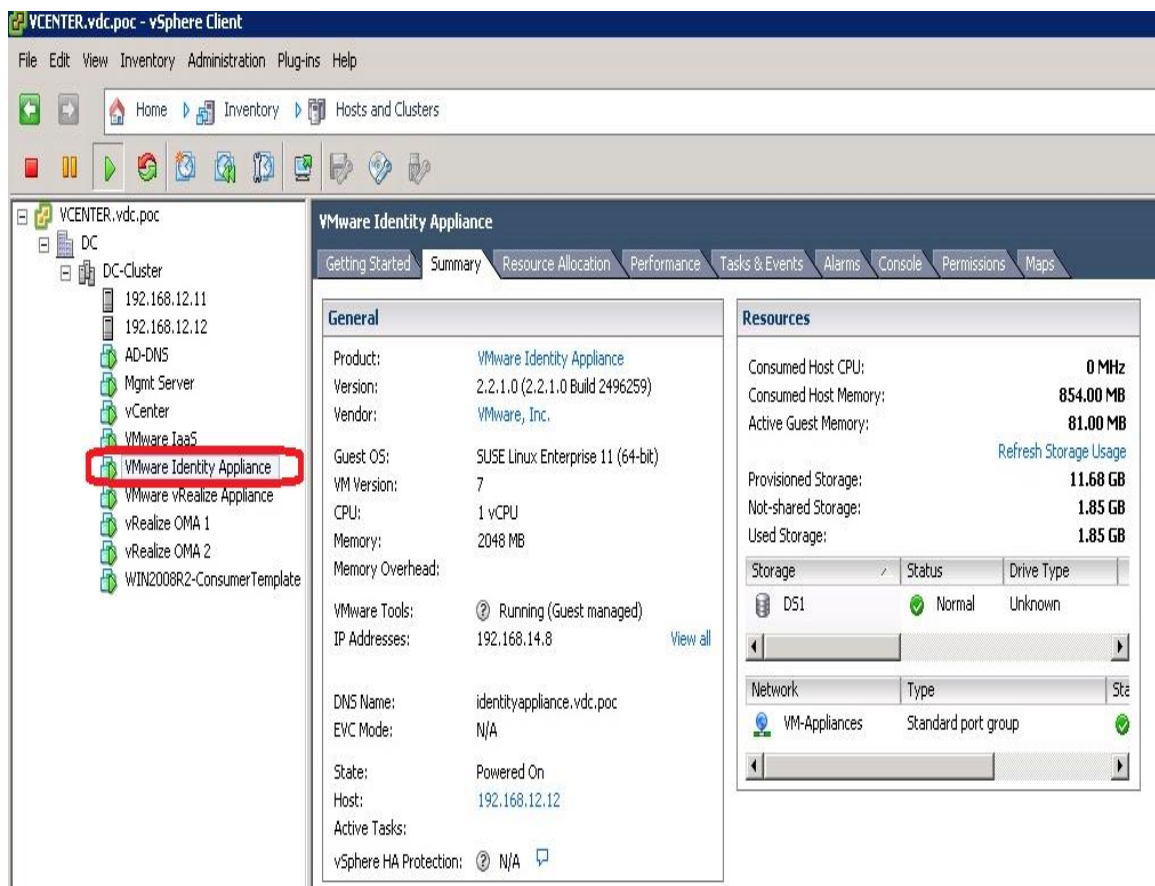 VCENTER.vdc.poc - vSphere Client
File Edit View Inventory Administration Plug-ins Help
Home Inventory Hosts and Clusters
VCENTER.vdc.poc
DC
DC-Cluster
192.168.12.11
192.168.12.12
AD-DNS
Mgmt Server
vCenter
VMware IaaS
VMware Identity Appliance
VMware vRealize Appliance
vRealize OMA 1
vRealize OMA 2
WIN2008R2-ConsumerTemplate
VMware Identity Appliance
Getting Started Summary Resource Allocation Performance Tasks & Events Alarms Console Permissions Maps
General
Product: VMware Identity Appliance
Version: 2.2.1.0 (2.2.1.0 Build 2496259)
Vendor: VMware, Inc.
Guest OS: SUSE Linux Enterprise 11 (64-bit)
VM Version: 7
CPU: 1 vCPU
Memory: 2048 MB
Memory Overhead:
VMware Tools: Running (Guest managed)
IP Addresses: 192.168.14.8 View all
DNS Name: identityappliance.vdc.poc
EVC Mode: N/A
State: Powered On
Host: 192.168.12.12
Active Tasks:
vSphere HA Protection: N/A
Resources
Consumed Host CPU: 0 MHz
Consumed Host Memory: 854.00 MB
Active Guest Memory: 81.00 MB
Refresh Storage Usage
Provisioned Storage: 11.68 GB
Not-shared Storage: 1.85 GB
Used Storage: 1.85 GB
Storage Status Drive Type
DS1 Normal Unknown
Network Type Sta
VM-Appliances Standard port group